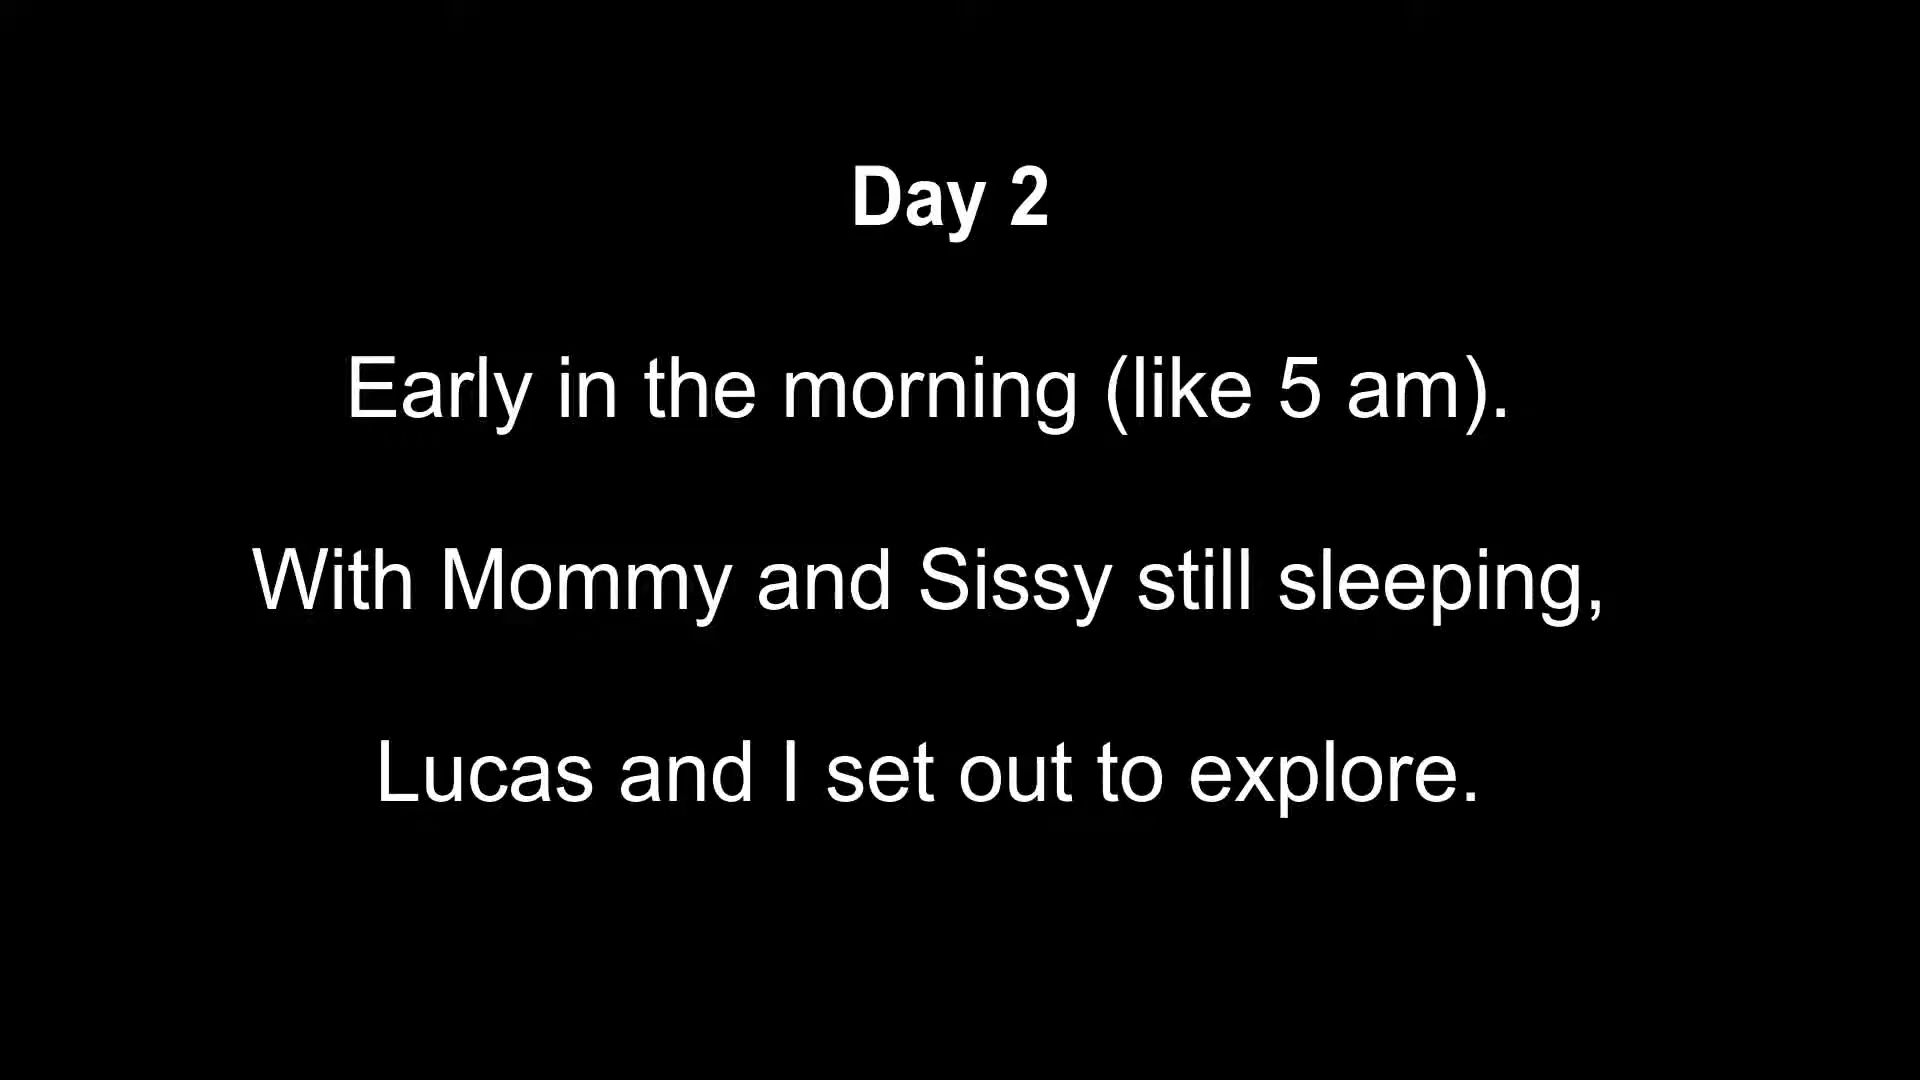 Day 2
Early in the morning (like 5 am).
With Mommy and Sissy still sleeping,
Lucas and I set out to explore.